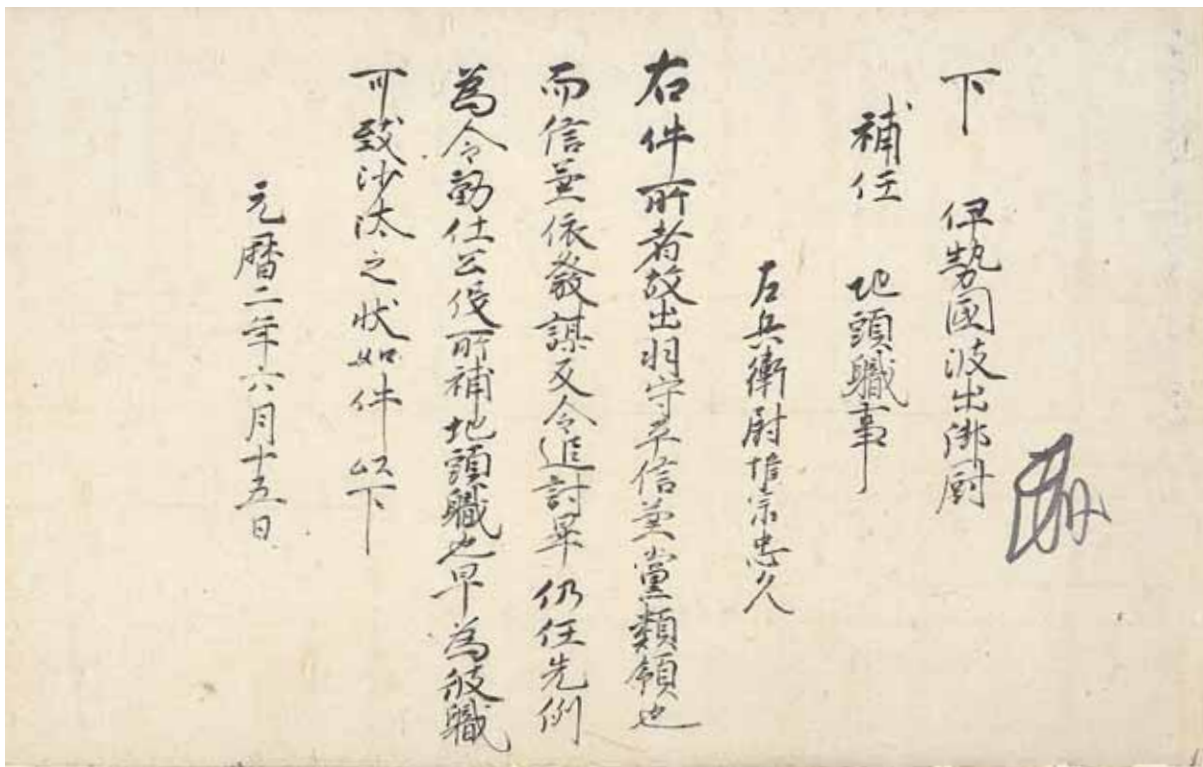 下　伊勢國波出御厨
補任　地頭職事
左兵衛尉惟宗忠久
右件所者故出羽守平信兼黨類領也
而信兼依發謀反令追討畢仍任先例
為令勤仕公役所補地頭職也早為彼職
可致沙汰之状如件以下
元暦二年六月十五日